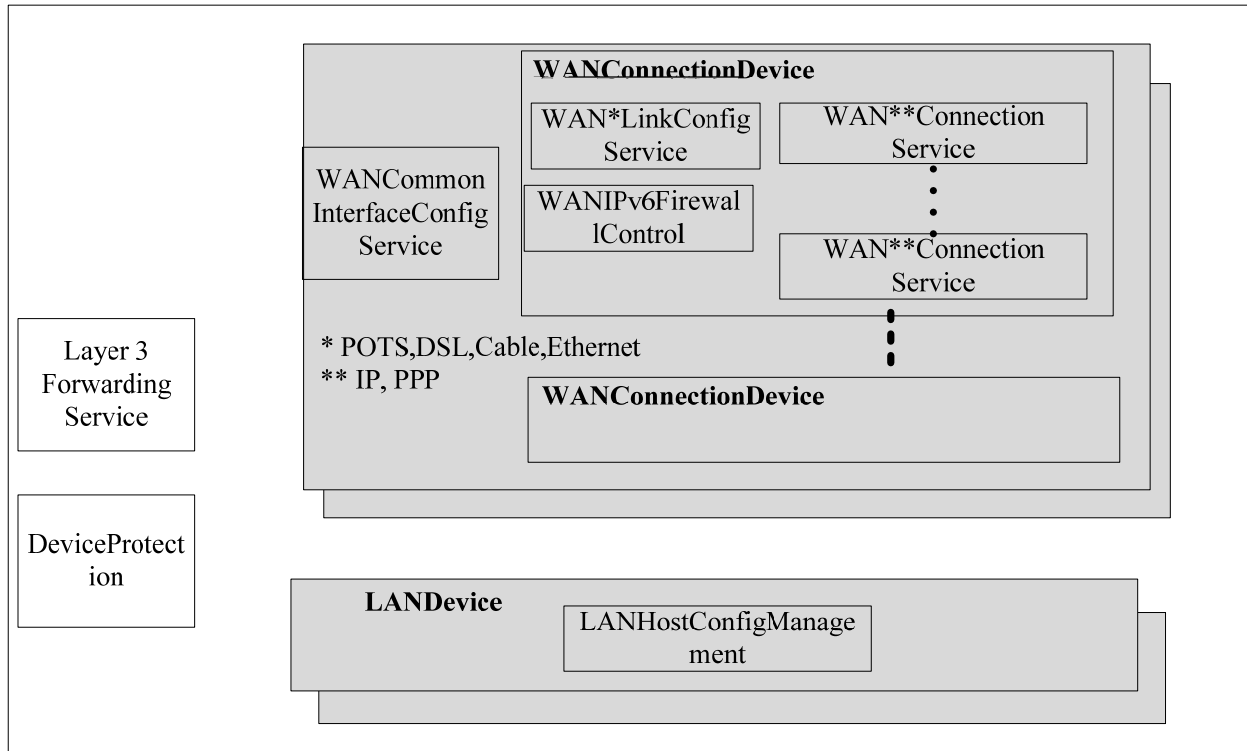 WANConnectionDevice
WAN*LinkConfig
Service
WAN**Connection
Service
WANCommon
InterfaceConfig
Service
WANIPv6Firewal
lControl
WAN**Connection
Service
* POTS,DSL,Cable,Ethernet
** IP, PPP
WANConnectionDevice
Layer 3
Forwarding
Service
DeviceProtect
ion
LANDevice
LANHostConfigManage
ment